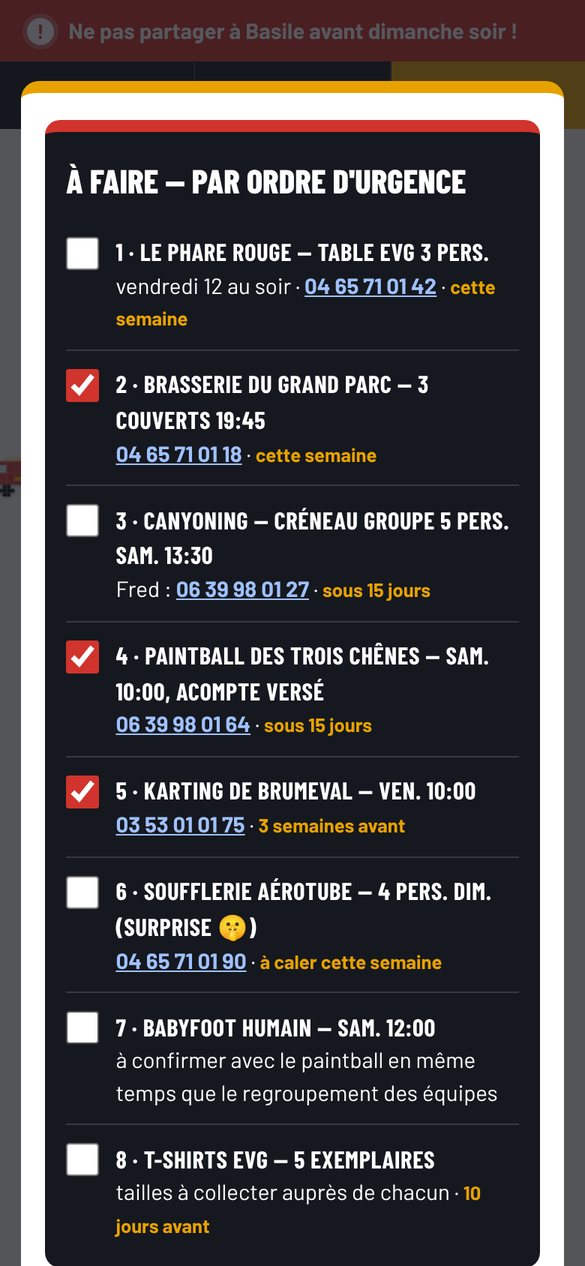 ! Ne pas partager à Basile avant dimanche soir !
À FAIRE – PAR ORDRE D'URGENCE
1 · LE PHARE ROUGE – TABLE EVG 3 PERS.
vendredi 12 au soir · 04 65 71 01 42 · cette
semaine
2 · BRASSERIE DU GRAND PARC – 3
COUVERTS 19:45
04 65 71 01 18 · cette semaine
3 · CANYONING – CRÉNEAU GROUPE 5 PERS.
SAM. 13:30
Fred : 06 39 98 01 27 · sous 15 jours
4 · PAINTBALL DES TROIS CHÊNES – SAM.
10:00, ACOMPTE VERSÉ
06 39 98 01 64 · sous 15 jours
5 · KARTING DE BRUMEVAL – VEN. 10:00
03 53 01 01 75 · 3 semaines avant
6 · SOUFFLERIE AÉROTUBE – 4 PERS. DIM.
(SURPRISE 🤫)
04 65 71 01 90 · à caler cette semaine
7 · BABYFOOT HUMAIN – SAM. 12:00
à confirmer avec le paintball en même
temps que le regroupement des équipes
8 · T-SHIRTS EVG – 5 EXEMPLAIRES
tailles à collecter auprès de chacun · 10
jours avant